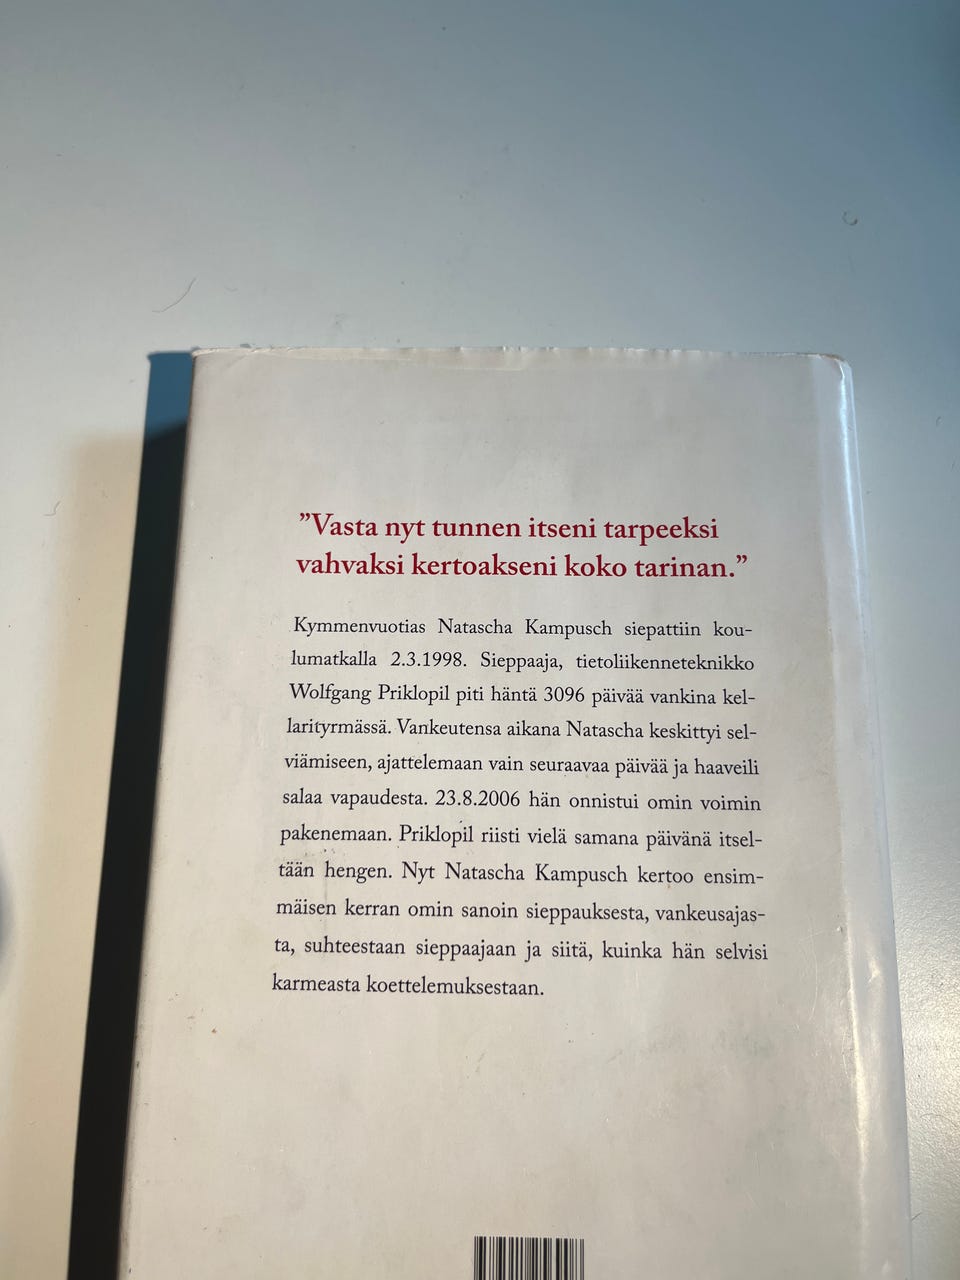 ”Vasta nyt tunnen itseni tarpeeksi
vahvaksi kertoakseni koko tarinan.”
Kymmenvuotias Natascha Kampusch siepattiin kou-
lumatkalla 2.3.1998. Sieppaaja, tietoliikenneteknikko
Wolfgang Priklopil piti häntä 3096 päivää vankina kel-
larityrmässä. Vankeutensa aikana Natascha keskittyi sel-
viämiseen, ajattelemaan vain seuraavaa päivää ja haaveili
salaa vapaudesta. 23.8.2006 hän onnistui omin voimin
pakenemaan. Priklopil riisti vielä samana päivänä itsel-
tään hengen. Nyt Natascha Kampusch kertoo ensim-
mäisen kerran omin sanoin sieppauksesta, vankeusajas-
ta, suhteestaan sieppaajaan ja siitä, kuinka hän selvisi
karmeasta koettelemuksestaan.